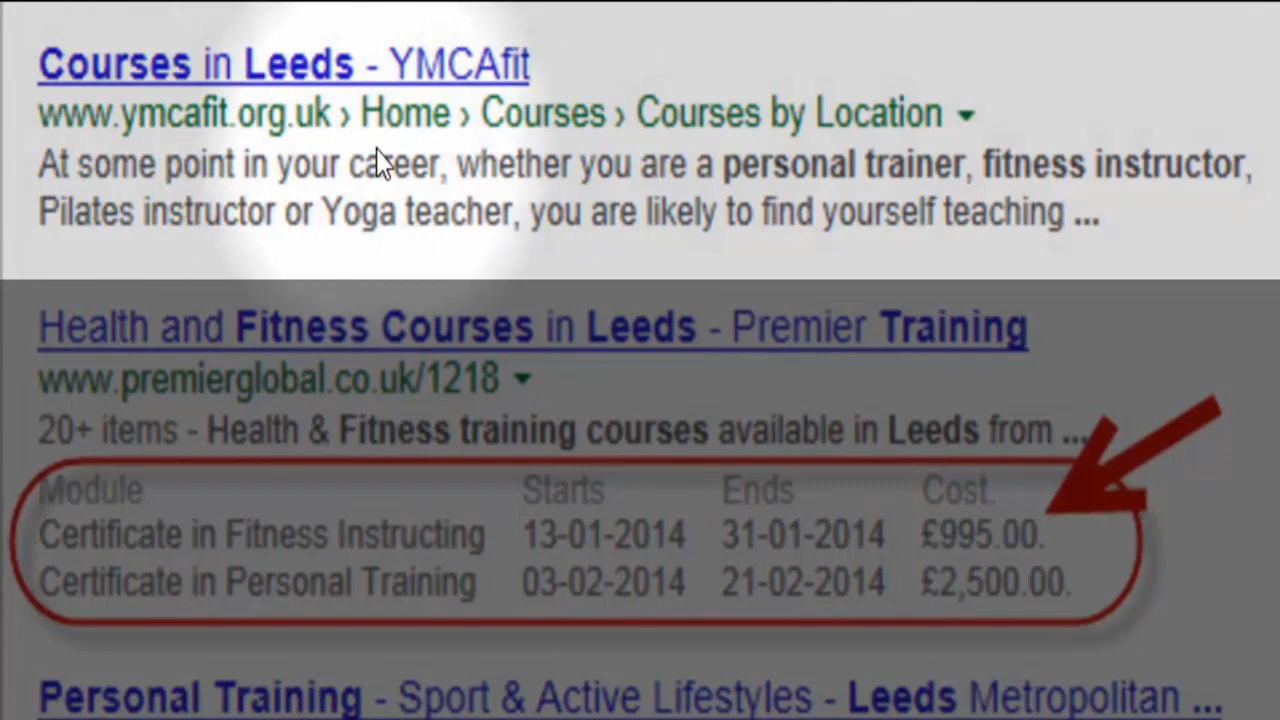 Courses in Leeds - YMCAfit
www.ymcafit.org.uk › Home › Courses › Courses by Location
At some point in your career, whether you are a personal trainer, fitness instructor,
Pilates instructor or Yoga teacher, you are likely to find yourself teaching ...
Health and Fitness Courses in Leeds - Premier Training
www.premierglobal.co.uk/1218
20+ items - Health & Fitness training courses available in Leeds from ...
Module Starts Ends Cost.
Certificate in Fitness Instructing 13-01-2014 31-01-2014 £995.00.
Certificate in Personal Training 03-02-2014 21-02-2014 £2,500.00.
Personal Training - Sport & Active Lifestyles - Leeds Metropolitan ...